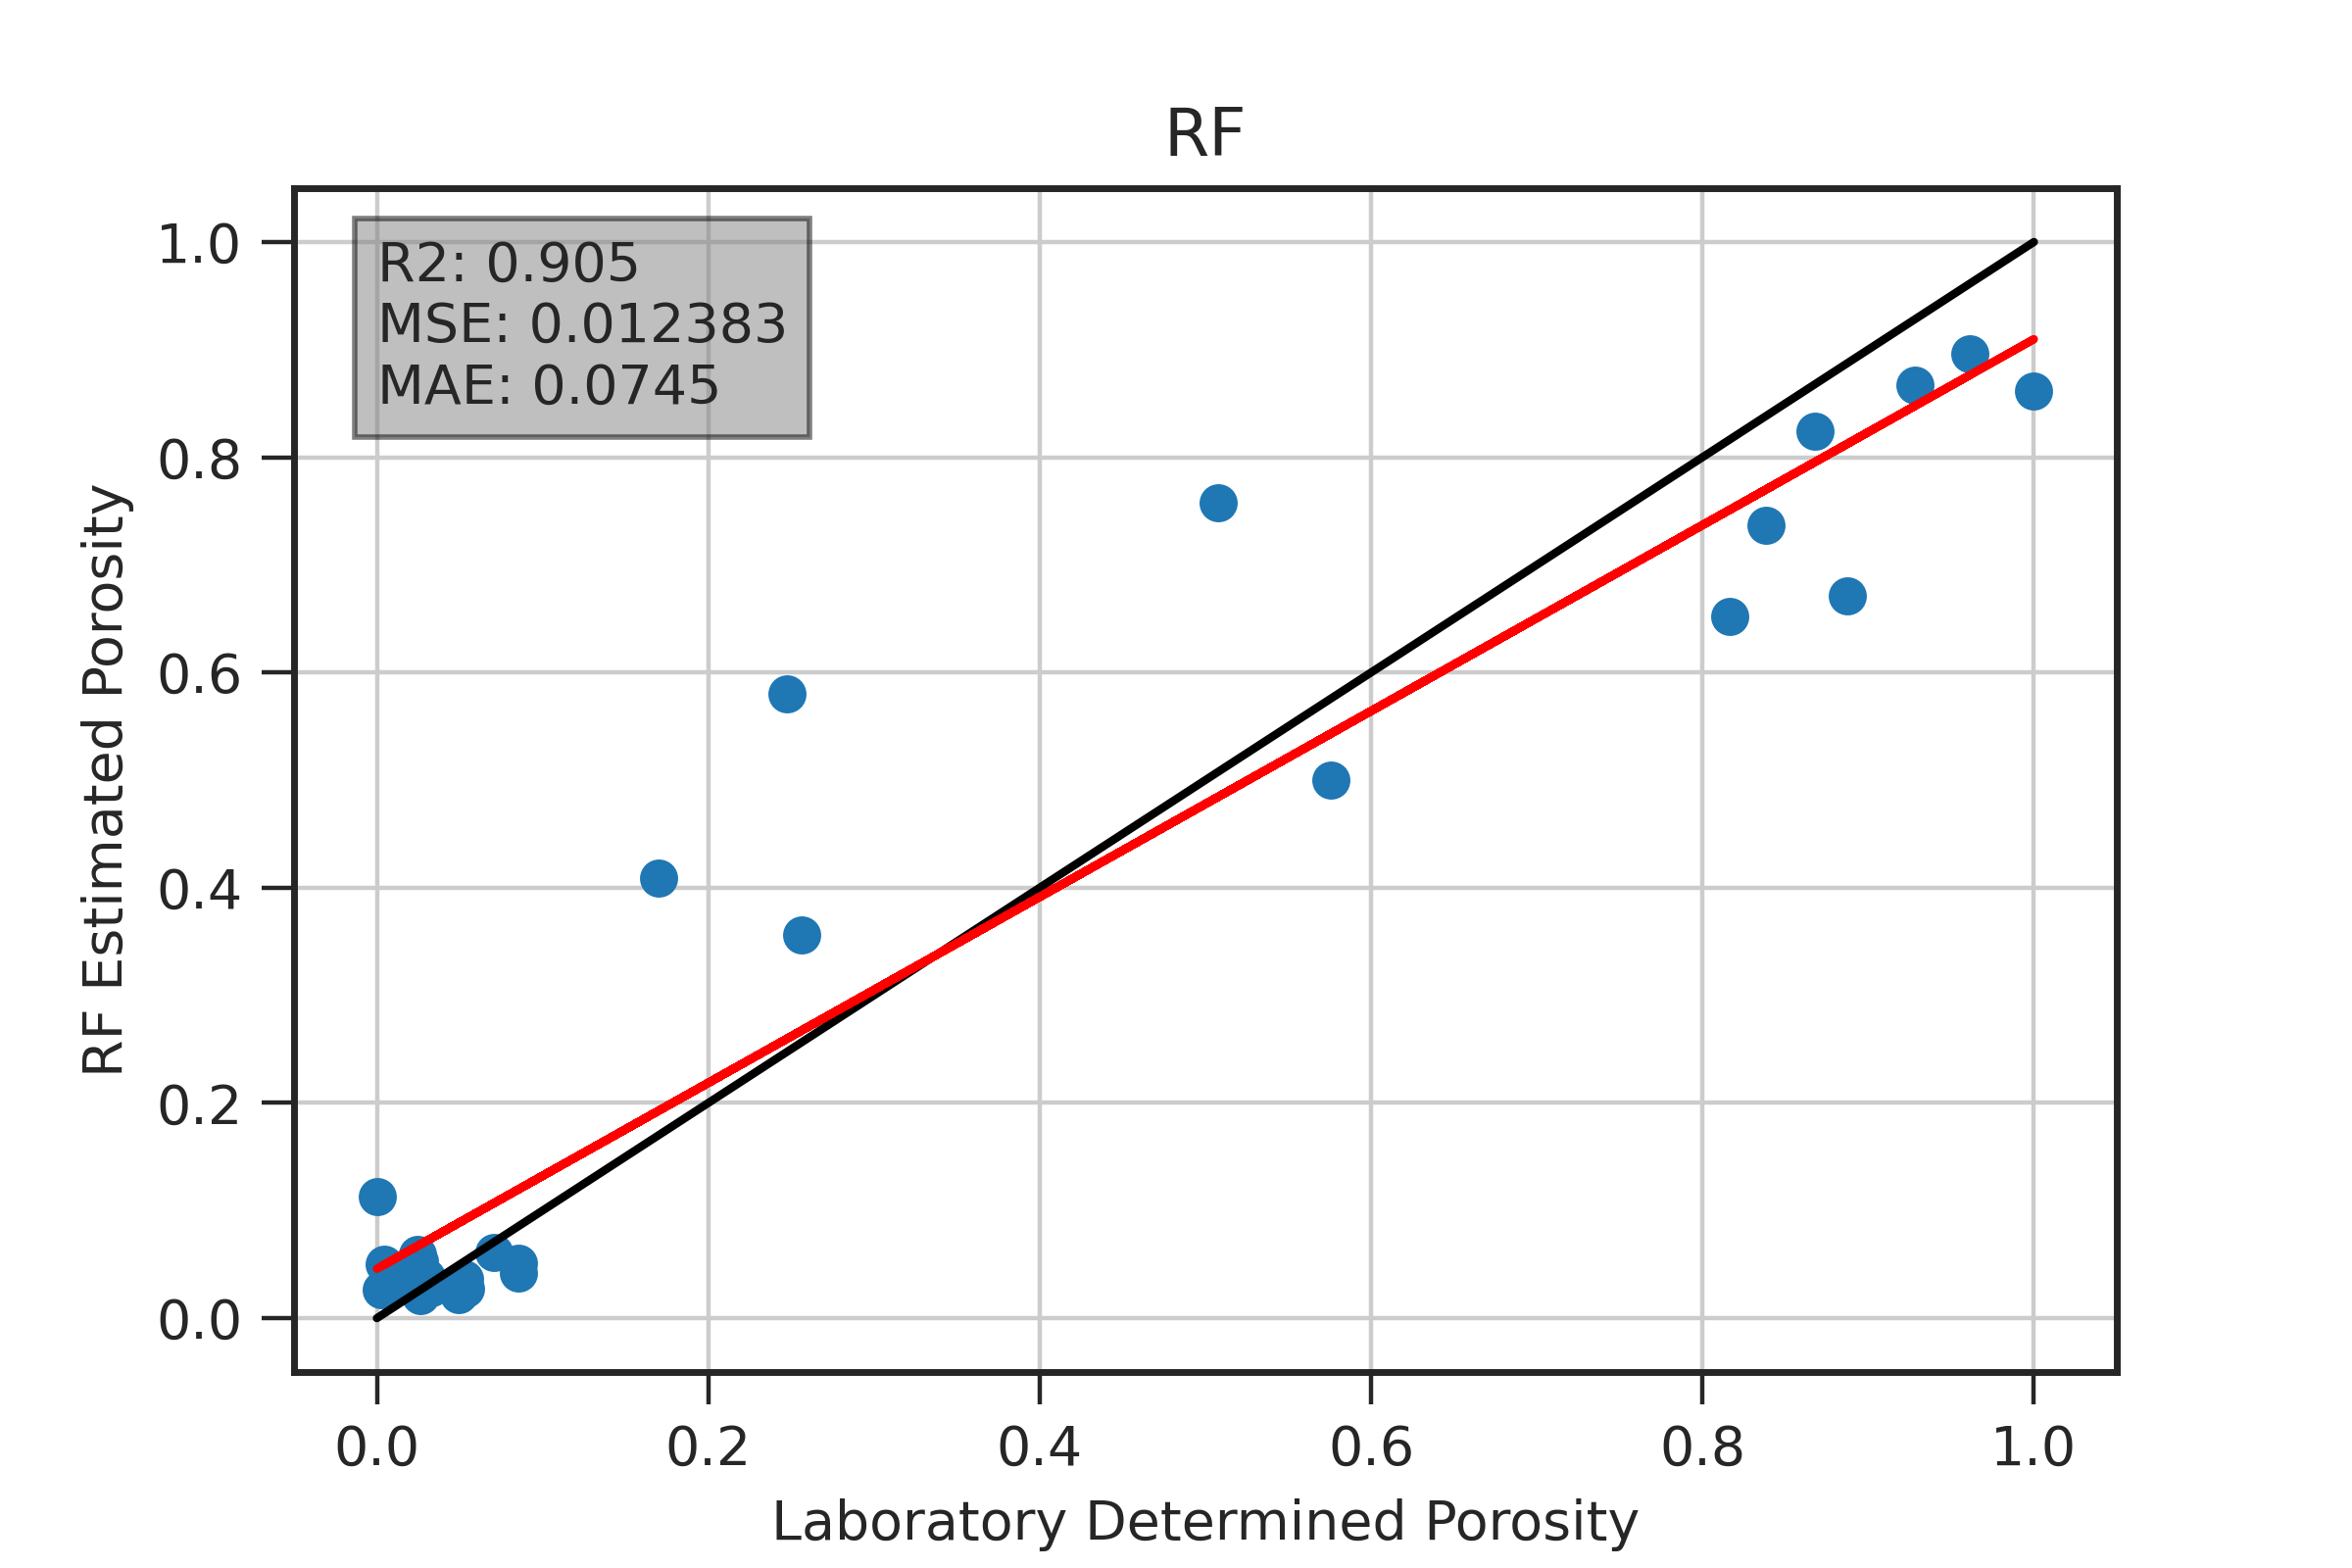 RF
R2: 0.905
MSE: 0.012383
MAE: 0.0745
RF Estimated Porosity
1.0
0.8
0.6
0.4
0.2
0.0
0.0 0.2 0.4 0.6 0.8 1.0
Laboratory Determined Porosity